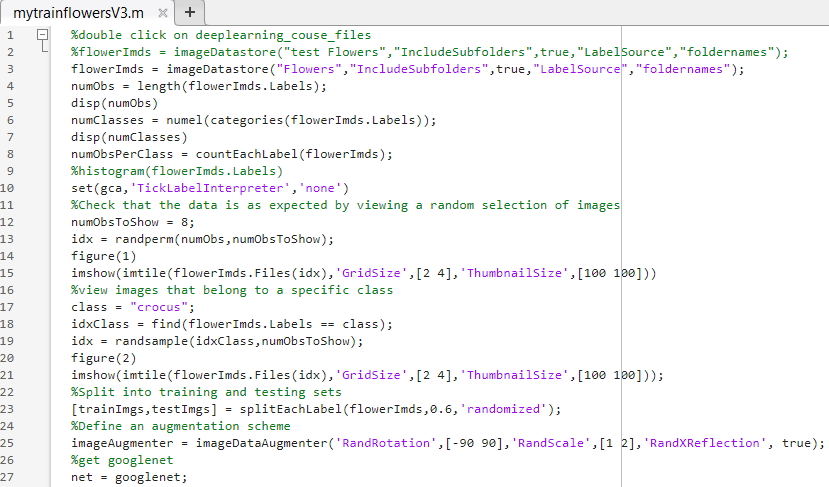 mytrainflowersV3.m × +
1 %double click on deeplearning_couse_files
2 %flowerImds = imageDatastore("test Flowers","IncludeSubfolders",true,"LabelSource","foldernames");
3 flowerImds = imageDatastore("Flowers","IncludeSubfolders",true,"LabelSource","foldernames");
4 numObs = length(flowerImds.Labels);
5 disp(numObs)
6 numClasses = numel(categories(flowerImds.Labels));
7 disp(numClasses)
8 numObsPerClass = countEachLabel(flowerImds);
9 %histogram(flowerImds.Labels)
10 set(gca,'TickLabelInterpreter','none')
11 %Check that the data is as expected by viewing a random selection of images
12 numObsToShow = 8;
13 idx = randperm(numObs,numObsToShow);
14 figure(1)
15 imshow(imtile(flowerImds.Files(idx),'GridSize',[2 4],'ThumbnailSize',[100 100]))
16 %view images that belong to a specific class
17 class = "crocus";
18 idxClass = find(flowerImds.Labels == class);
19 idx = randsample(idxClass,numObsToShow);
20 figure(2)
21 imshow(imtile(flowerImds.Files(idx),'GridSize',[2 4],'ThumbnailSize',[100 100]));
22 %Split into training and testing sets
23 [trainImgs,testImgs] = splitEachLabel(flowerImds,0.6,'randomized');
24 %Define an augmentation scheme
25 imageAugmenter = imageDataAugmenter('RandRotation',[-90 90],'RandScale',[1 2],'RandXReflection', true);
26 %get googlenet
27 net = googlenet;